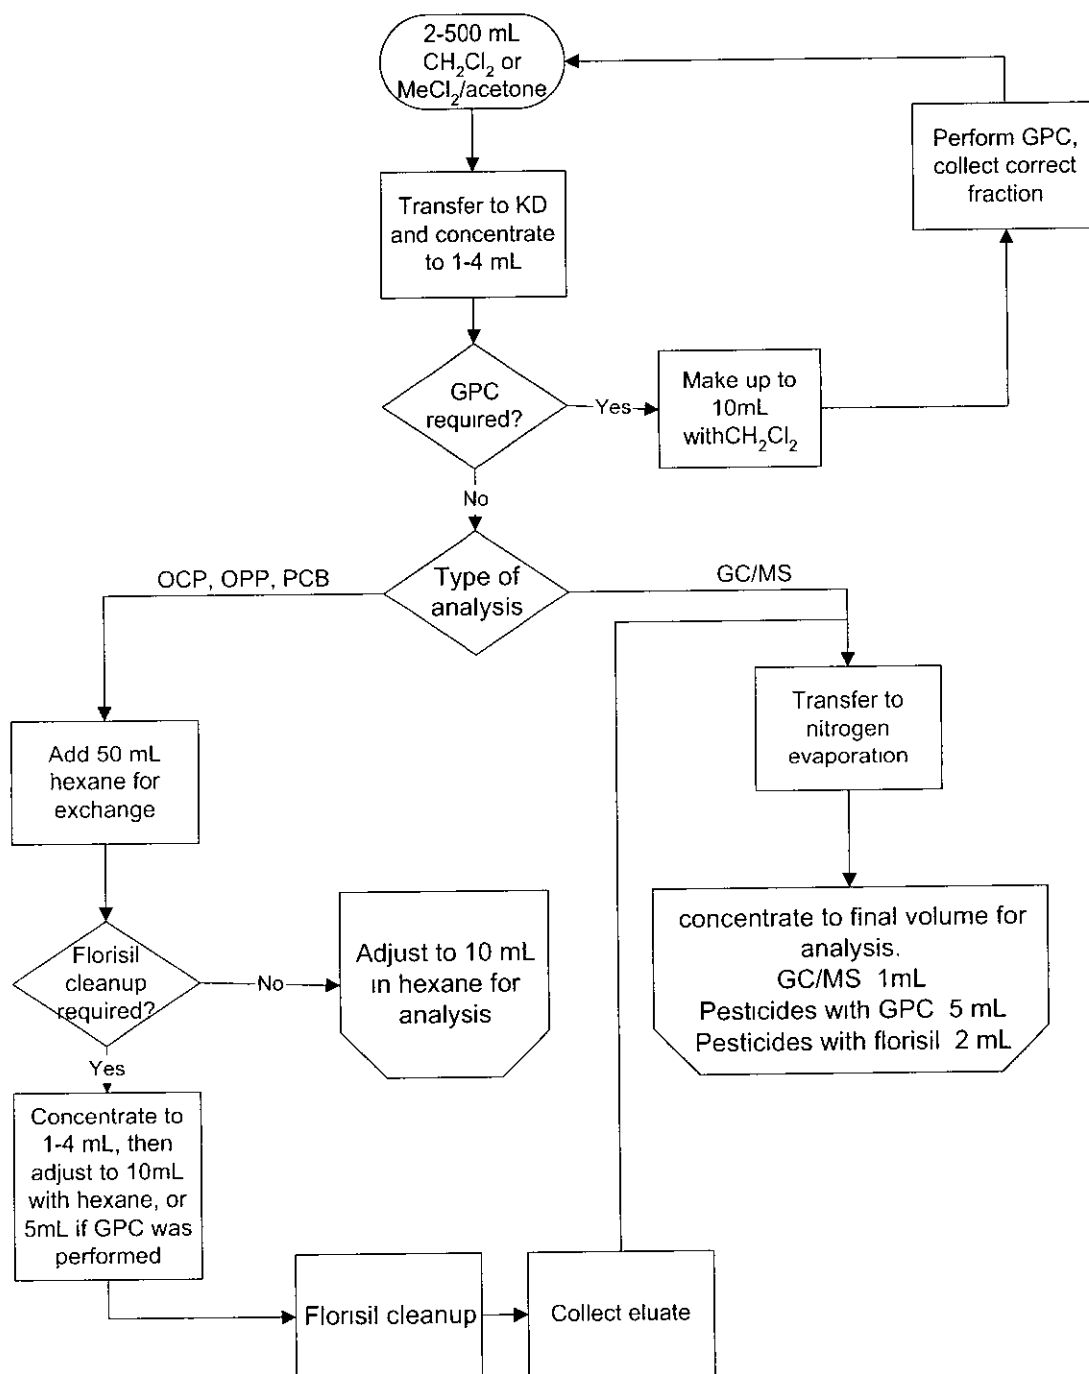 2-500 mL
CH₂Cl₂ or
MeCl₂/acetone
Perform GPC,
collect correct
fraction
Transfer to KD
and concentrate
to 1-4 mL
GPC
required?
Yes
Make up to
10mL
withCH₂Cl₂
No
Type of
analysis
OCP, OPP, PCB
GC/MS
Transfer to
nitrogen
evaporation
Add 50 mL
hexane for
exchange
concentrate to final volume for
analysis.
GC/MS 1mL
Pesticides with GPC 5 mL
Pesticides with florisil 2 mL
Florisil
cleanup
required?
No
Adjust to 10 mL
in hexane for
analysis
Yes
Concentrate to
1-4 mL, then
adjust to 10mL
with hexane, or
5mL if GPC was
performed
Florisil cleanup
Collect eluate